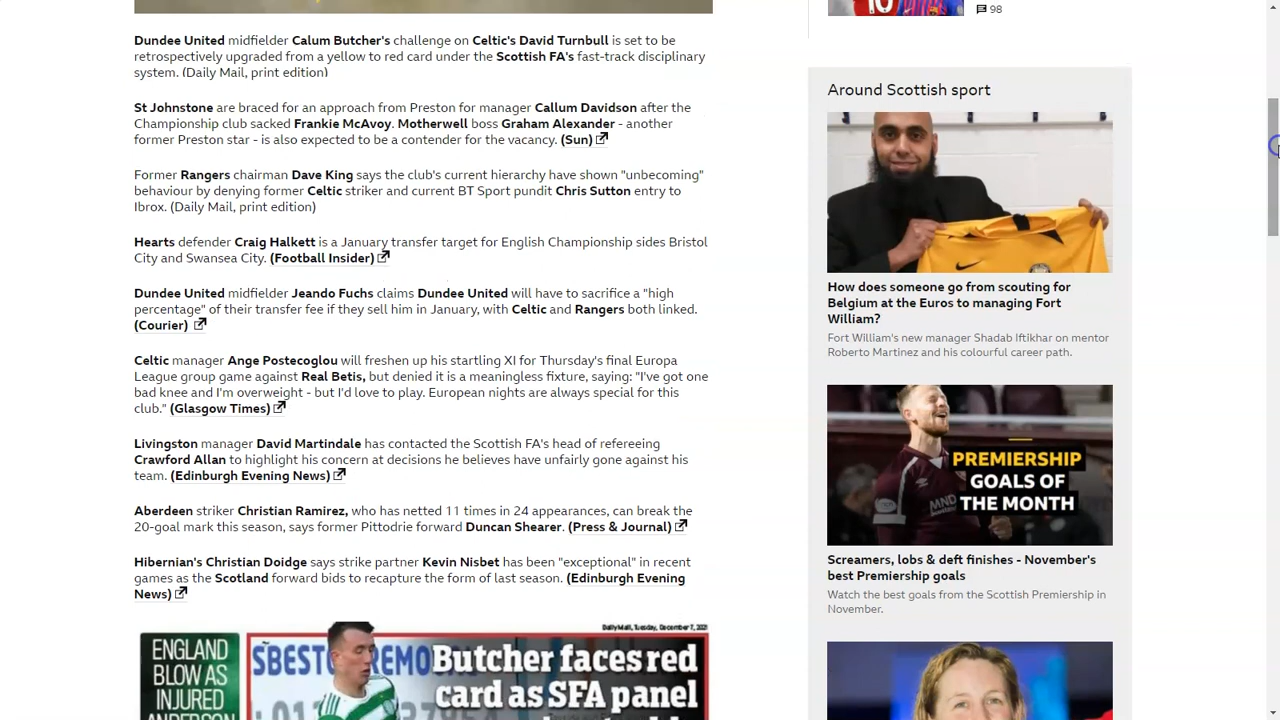 Dundee United midfielder Calum Butcher's challenge on Celtic's David Turnbull is set to be
retrospectively upgraded from a yellow to red card under the Scottish FA's fast-track disciplinary
system. (Daily Mail, print edition)
St Johnstone are braced for an approach from Preston for manager Callum Davidson after the
Championship club sacked Frankie McAvoy. Motherwell boss Graham Alexander - another
former Preston star - is also expected to be a contender for the vacancy. (Sun)
Former Rangers chairman Dave King says the club's current hierarchy have shown "unbecoming"
behaviour by denying former Celtic striker and current BT Sport pundit Chris Sutton entry to
Ibrox. (Daily Mail, print edition)
Hearts defender Craig Halkett is a January transfer target for English Championship sides Bristol
City and Swansea City. (Football Insider)
Dundee United midfielder Jeando Fuchs claims Dundee United will have to sacrifice a "high
percentage" of their transfer fee if they sell him in January, with Celtic and Rangers both linked.
(Courier)
Celtic manager Ange Postecoglou will freshen up his startling XI for Thursday's final Europa
League group game against Real Betis, but denied it is a meaningless fixture, saying: "I've got one
bad knee and I'm overweight - but I'd love to play. European nights are always special for this
club." (Glasgow Times)
Livingston manager David Martindale has contacted the Scottish FA's head of refereeing
Crawford Allan to highlight his concern at decisions he believes have unfairly gone against his
team. (Edinburgh Evening News)
Aberdeen striker Christian Ramirez, who has netted 11 times in 24 appearances, can break the
20-goal mark this season, says former Pittodrie forward Duncan Shearer. (Press & Journal)
Hibernian's Christian Doidge says strike partner Kevin Nisbet has been "exceptional" in recent
games as the Scotland forward bids to recapture the form of last season. (Edinburgh Evening
News)
Daily Mail, Tuesday, December 7, 2021
ENGLAND
BLOW AS
INJURED
ANDERSON
SBEST REMO
Butcher faces red
card as SFA panel
10
98
Around Scottish sport
How does someone go from scouting for
Belgium at the Euros to managing Fort
William?
Fort William's new manager Shadab Iftikhar on mentor
Roberto Martinez and his colourful career path.
MND
PREMIERSHIP
GOALS OF
THE MONTH
Screamers, lobs & deft finishes - November's
best Premiership goals
Watch the best goals from the Scottish Premiership in
November.